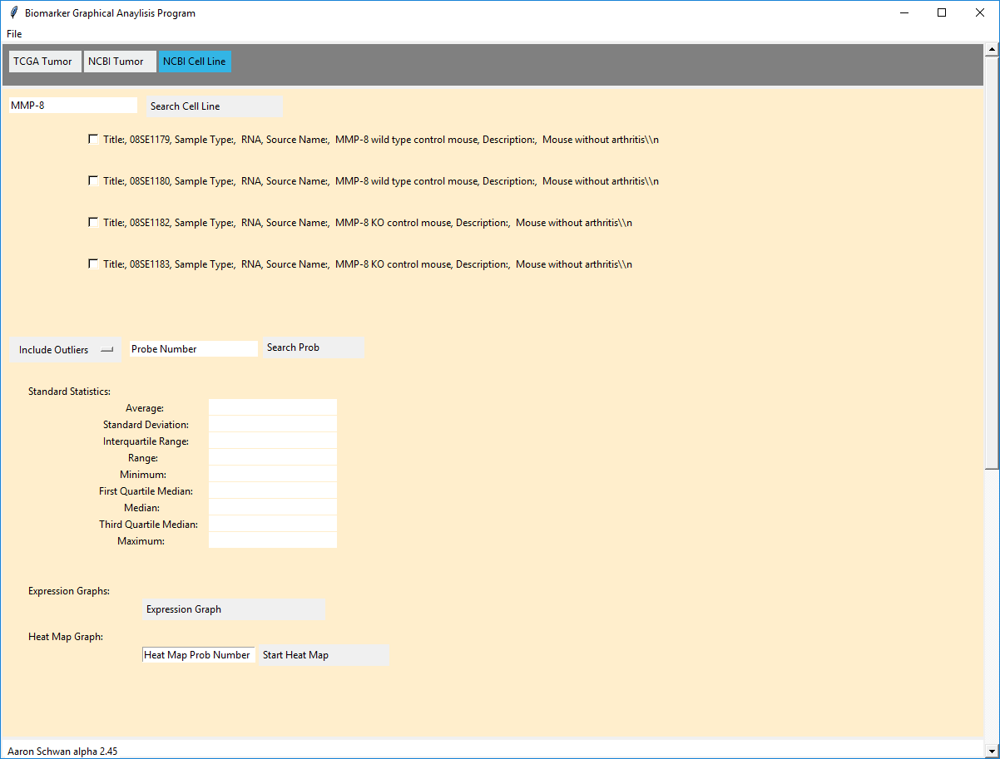 Biomarker Graphical Anaylisis Program
File
TCGA Tumor NCBI Tumor NCBI Cell Line
MMP-8 Search Cell Line
Title:, 08SE1179, Sample Type:,  RNA, Source Name:,  MMP-8 wild type control mouse, Description:,  Mouse without arthritis\\n
Title:, 08SE1180, Sample Type:,  RNA, Source Name:,  MMP-8 wild type control mouse, Description:,  Mouse without arthritis\\n
Title:, 08SE1182, Sample Type:,  RNA, Source Name:,  MMP-8 KO control mouse, Description:,  Mouse without arthritis\\n
Title:, 08SE1183, Sample Type:,  RNA, Source Name:,  MMP-8 KO control mouse, Description:,  Mouse without arthritis\\n
Include Outliers Probe Number Search Prob
Standard Statistics:
Average:
Standard Deviation:
Interquartile Range:
Range:
Minimum:
First Quartile Median:
Median:
Third Quartile Median:
Maximum:
Expression Graphs:
Expression Graph
Heat Map Graph:
Heat Map Prob Number Start Heat Map
Aaron Schwan alpha 2.45